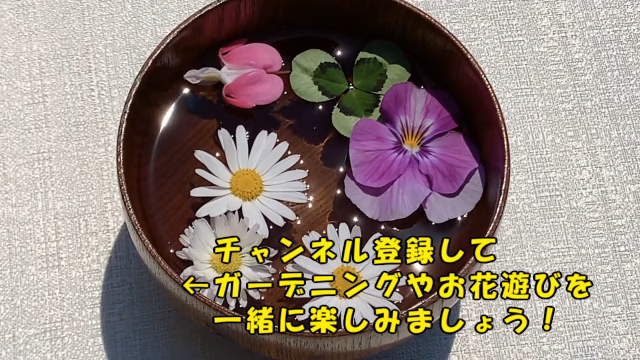 チャンネル登録して
←ガーデニングやお花遊びを
一緒に楽しみましょう！